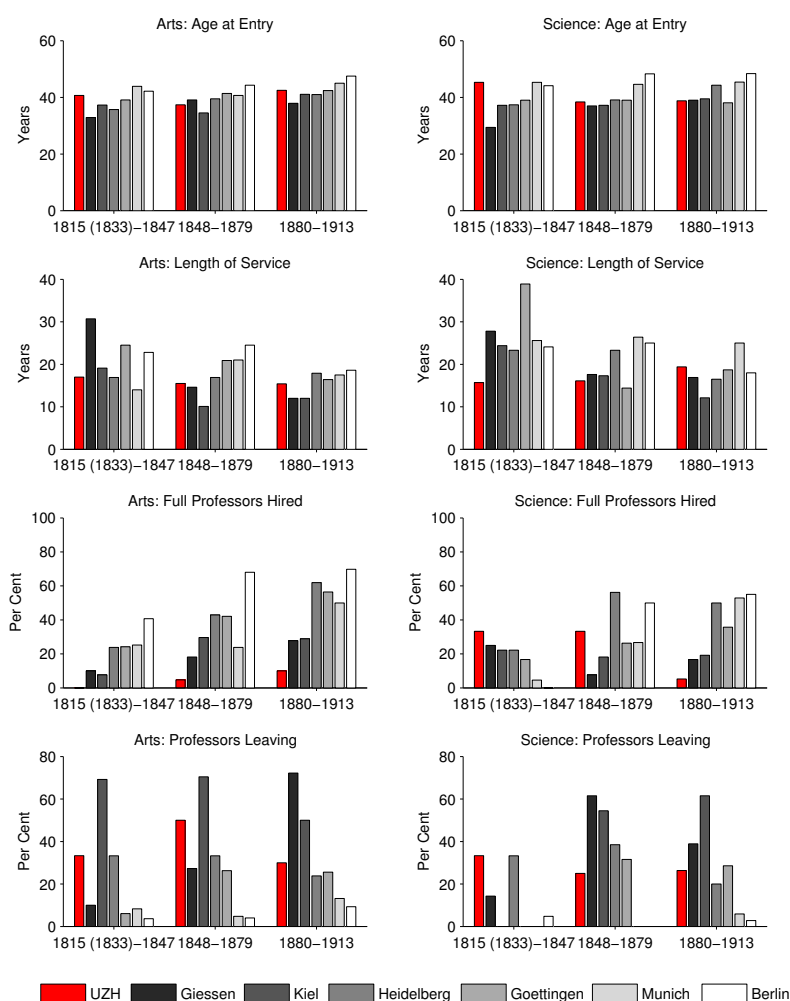 Arts: Age at Entry
Years
60
40
20
0
1815 (1833)−1847 1848−1879 1880−1913
Science: Age at Entry
Years
60
40
20
0
1815 (1833)−1847 1848−1879 1880−1913
Arts: Length of Service
Years
40
30
20
10
0
1815 (1833)−1847 1848−1879 1880−1913
Science: Length of Service
Years
40
30
20
10
0
1815 (1833)−1847 1848−1879 1880−1913
Arts: Full Professors Hired
Per Cent
100
80
60
40
20
0
1815 (1833)−1847 1848−1879 1880−1913
Science: Full Professors Hired
Per Cent
100
80
60
40
20
0
1815 (1833)−1847 1848−1879 1880−1913
Arts: Professors Leaving
Per Cent
80
60
40
20
0
1815 (1833)−1847 1848−1879 1880−1913
Science: Professors Leaving
Per Cent
80
60
40
20
0
1815 (1833)−1847 1848−1879 1880−1913
UZH Giessen Kiel Heidelberg Goettingen Munich Berlin